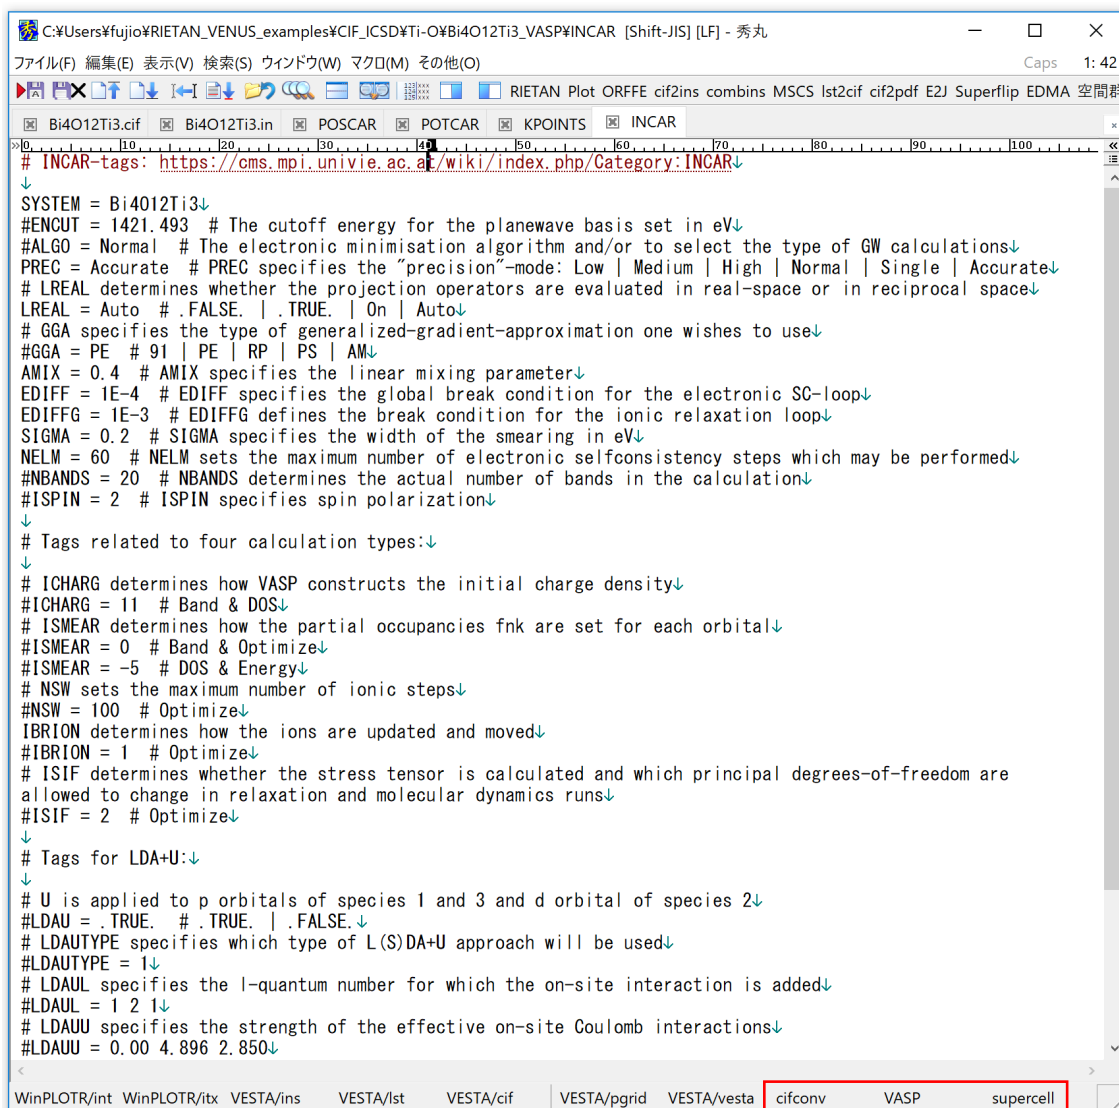 C:¥Users¥fujio¥RIETAN_VENUS_examples¥CIF_ICSD¥Ti-O¥Bi4O12Ti3_VASP¥INCAR [Shift-JIS] [LF] - 秀丸
ファイル(F) 編集(E) 表示(V) 検索(S) ウィンドウ(W) マクロ(M) その他(O) Caps 1: 42
RIETAN Plot ORFFE cif2ins combins MSCS lst2cif cif2pdf E2J Superflip EDMA 空間群
Bi4O12Ti3.cif Bi4O12Ti3.in POSCAR POTCAR KPOINTS INCAR
0 10 20 30 40 50 60 70 80 90 100
# INCAR-tags: https://cms.mpi.univie.ac.at/wiki/index.php/Category:INCAR↓
↓
SYSTEM = Bi4O12Ti3↓
#ENCUT = 1421.493 # The cutoff energy for the planewave basis set in eV↓
#ALGO = Normal # The electronic minimisation algorithm and/or to select the type of GW calculations↓
PREC = Accurate # PREC specifies the "precision"-mode: Low | Medium | High | Normal | Single | Accurate↓
# LREAL determines whether the projection operators are evaluated in real-space or in reciprocal space↓
LREAL = Auto # .FALSE. | .TRUE. | On | Auto↓
# GGA specifies the type of generalized-gradient-approximation one wishes to use↓
#GGA = PE # 91 | PE | RP | PS | AM↓
AMIX = 0.4 # AMIX specifies the linear mixing parameter↓
EDIFF = 1E-4 # EDIFF specifies the global break condition for the electronic SC-loop↓
EDIFFG = 1E-3 # EDIFFG defines the break condition for the ionic relaxation loop↓
SIGMA = 0.2 # SIGMA specifies the width of the smearing in eV↓
NELM = 60 # NELM sets the maximum number of electronic selfconsistency steps which may be performed↓
#NBANDS = 20 # NBANDS determines the actual number of bands in the calculation↓
#ISPIN = 2 # ISPIN specifies spin polarization↓
↓
# Tags related to four calculation types:↓
↓
# ICHARG determines how VASP constructs the initial charge density↓
#ICHARG = 11 # Band & DOS↓
# ISMEAR determines how the partial occupancies fnk are set for each orbital↓
#ISMEAR = 0 # Band & Optimize↓
#ISMEAR = -5 # DOS & Energy↓
# NSW sets the maximum number of ionic steps↓
#NSW = 100 # Optimize↓
IBRION determines how the ions are updated and moved↓
#IBRION = 1 # Optimize↓
# ISIF determines whether the stress tensor is calculated and which principal degrees-of-freedom are
allowed to change in relaxation and molecular dynamics runs↓
#ISIF = 2 # Optimize↓
↓
# Tags for LDA+U:↓
↓
# U is applied to p orbitals of species 1 and 3 and d orbital of species 2↓
#LDAU = .TRUE. # .TRUE. | .FALSE.↓
# LDAUTYPE specifies which type of L(S)DA+U approach will be used↓
#LDAUTYPE = 1↓
# LDAUL specifies the l-quantum number for which the on-site interaction is added↓
#LDAUL = 1 2 1↓
# LDAUU specifies the strength of the effective on-site Coulomb interactions↓
#LDAUU = 0.00 4.896 2.850↓
WinPLOTR/int WinPLOTR/itx VESTA/ins VESTA/lst VESTA/cif VESTA/pgrid VESTA/vesta cifconv VASP supercell